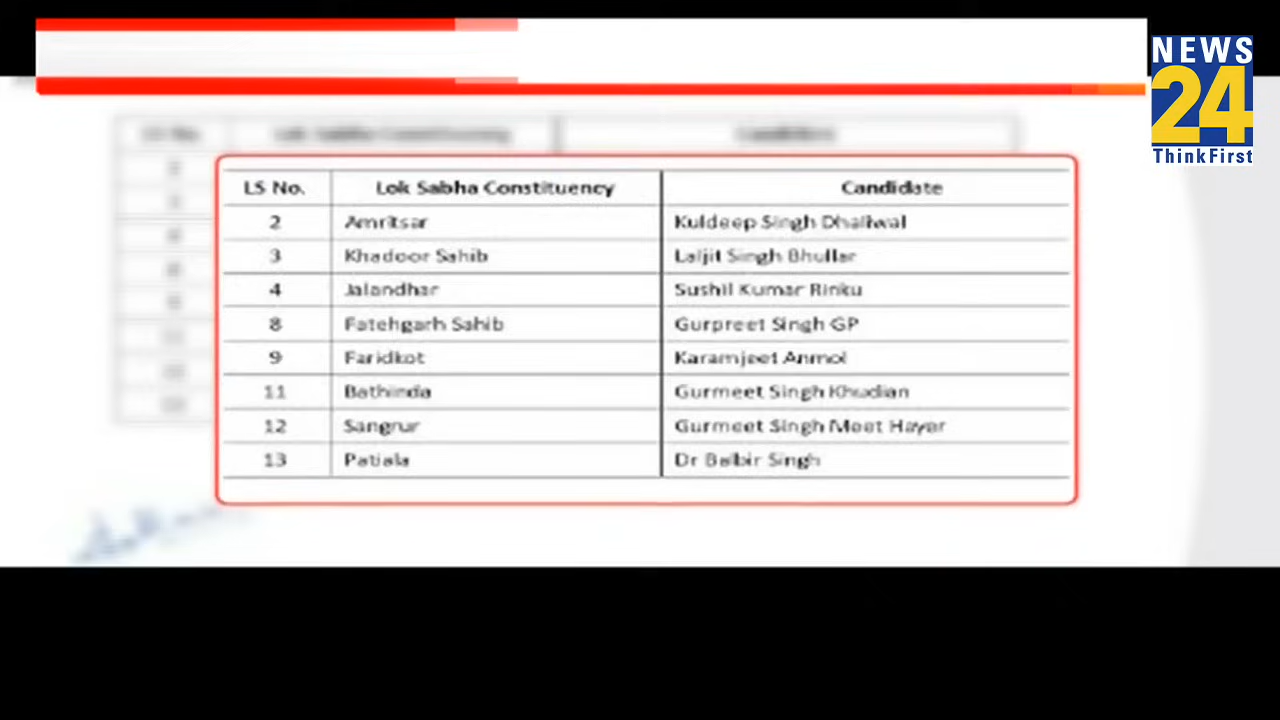 NEWS
24
ThinkFirst
LS No. Lok Sabha Constituency Candidate
2 Amritsar Kuldeep Singh Dhaliwal
3 Khadoor Sahib Laljit Singh Bhullar
4 Jalandhar Sushil Kumar Rinku
8 Fatehgarh Sahib Gurpreet Singh GP
9 Faridkot Karamjeet Anmol
11 Bathinda Gurmeet Singh Khudian
12 Sangrur Gurmeet Singh Meet Hayer
13 Patiala Dr Balbir Singh